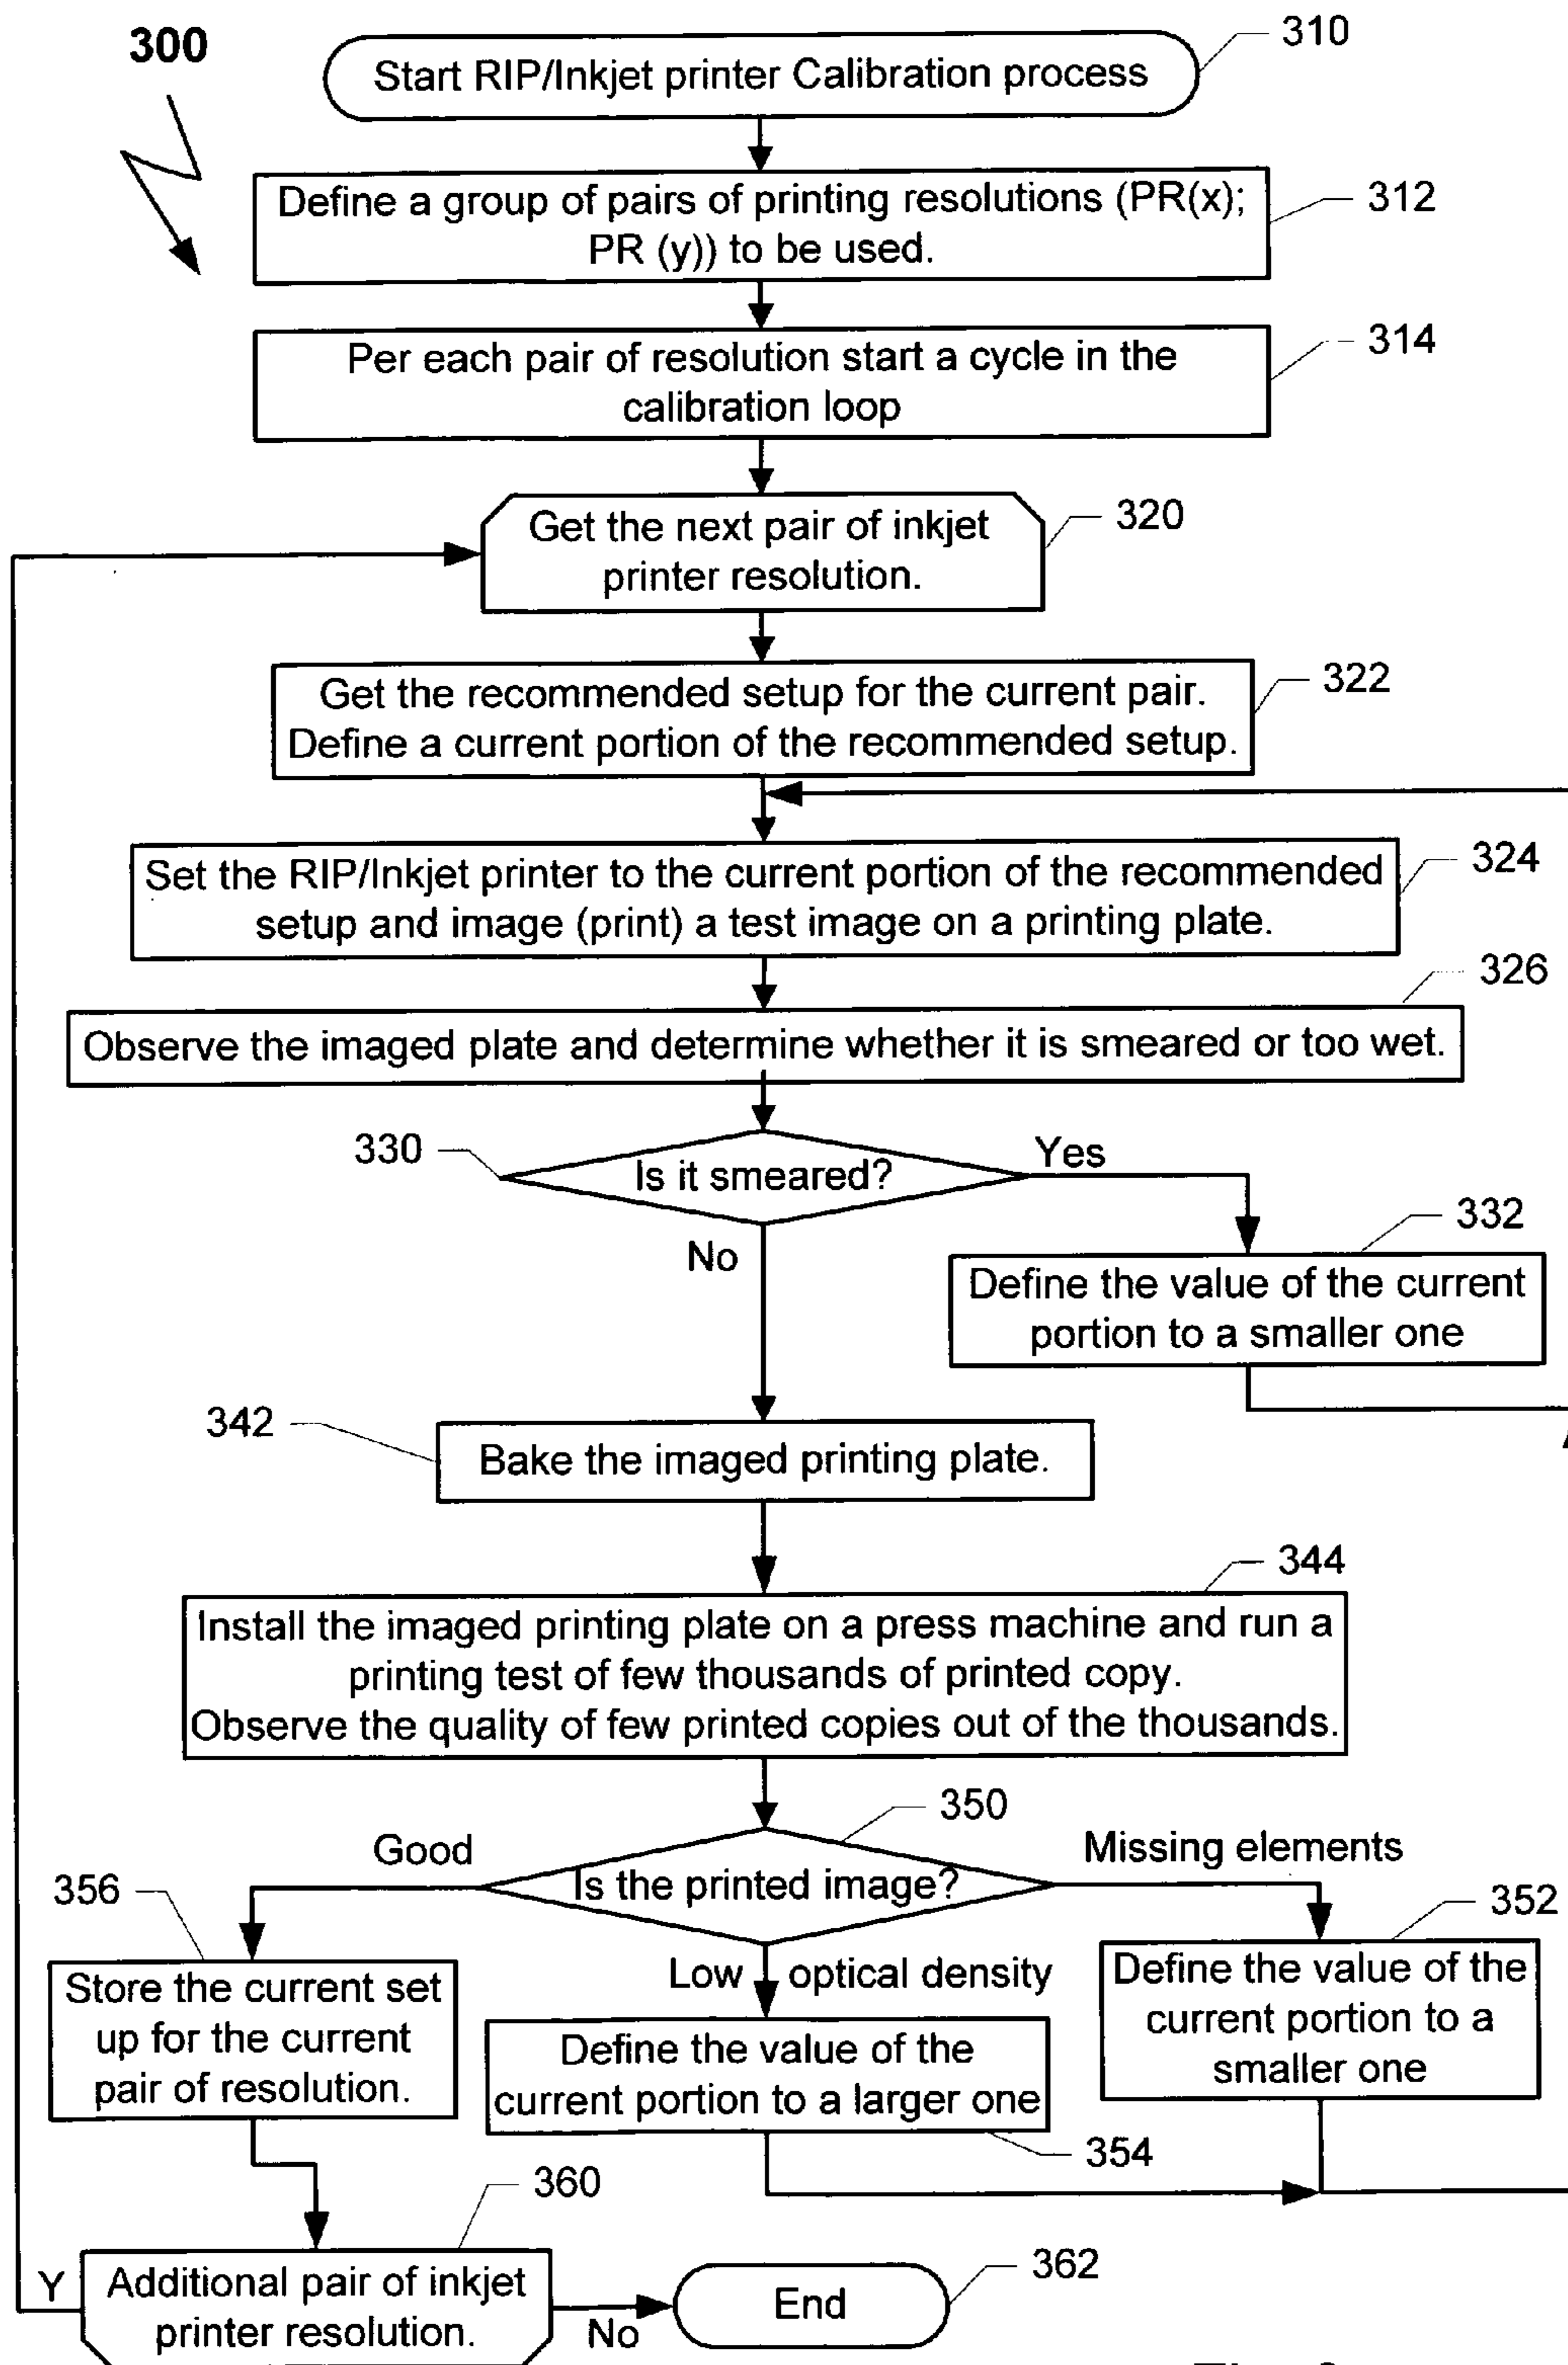 300
310
Start RIP/Inkjet printer Calibration process
Define a group of pairs of printing resolutions (PR(x);
PR (y)) to be used.
312
Per each pair of resolution start a cycle in the
calibration loop
314
Get the next pair of inkjet
printer resolution.
320
Get the recommended setup for the current pair.
Define a current portion of the recommended setup.
322
Set the RIP/Inkjet printer to the current portion of the recommended
setup and image (print) a test image on a printing plate.
324
326
Observe the imaged plate and determine whether it is smeared or too wet.
330
Is it smeared?
Yes
No
332
Define the value of the current
portion to a smaller one
342
Bake the imaged printing plate.
344
Install the imaged printing plate on a press machine and run a
printing test of few thousands of printed copy.
Observe the quality of few printed copies out of the thousands.
350
Good
Is the printed image?
Missing elements
356
352
Store the current set
up for the current
pair of resolution.
Low optical density
Define the value of the
current portion to a larger one
354
Define the value of the
current portion to a
smaller one
360
Y
Additional pair of inkjet
printer resolution.
No
End
362